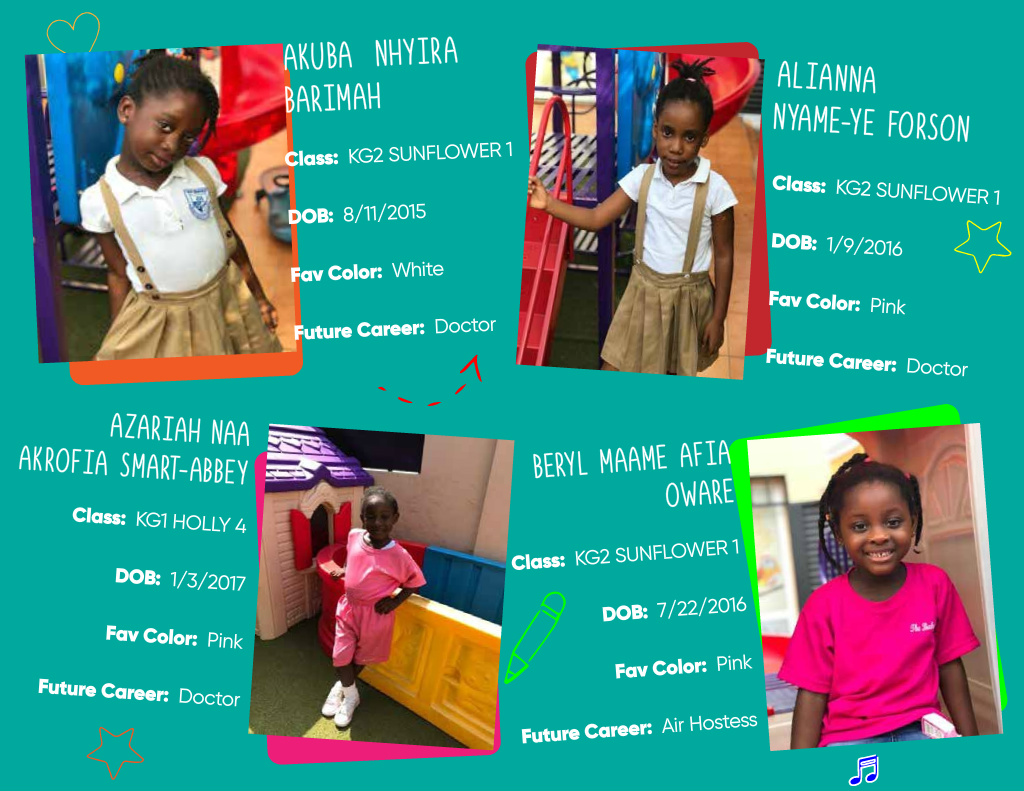 AKUBA NHYIRA
BARIMAH
Class: KG2 SUNFLOWER 1
DOB: 8/11/2015
Fav Color: White
Future Career: Doctor
ALIANNA
NYAME-YE FORSON
Class: KG2 SUNFLOWER 1
DOB: 1/9/2016
Fav Color: Pink
Future Career: Doctor
AZARIAH NAA
AKROFIA SMART-ABBEY
Class: KG1 HOLLY 4
DOB: 1/3/2017
Fav Color: Pink
Future Career: Doctor
BERYL MAAME AFIA
OWARE
Class: KG2 SUNFLOWER 1
DOB: 7/22/2016
Fav Color: Pink
Future Career: Air Hostess
The